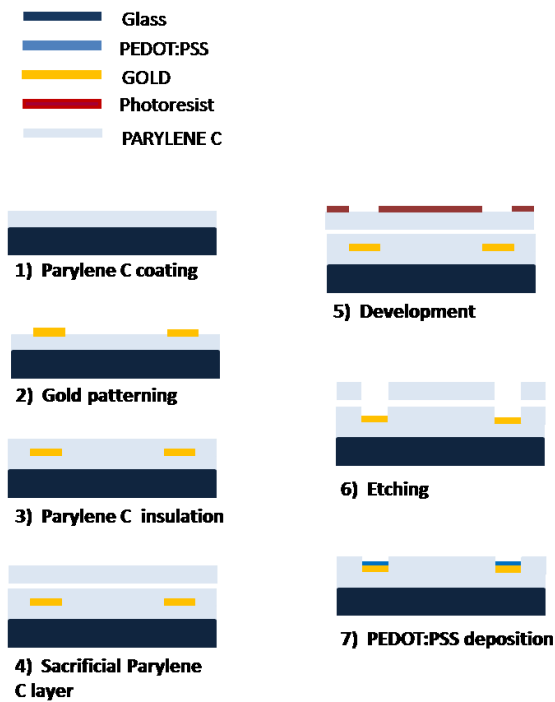 Glass
PEDOT:PSS
GOLD
Photoresist
PARYLENE C
1) Parylene C coating
2) Gold patterning
3) Parylene C insulation
4) Sacrificial Parylene
C layer
5) Development
6) Etching
7) PEDOT:PSS deposition